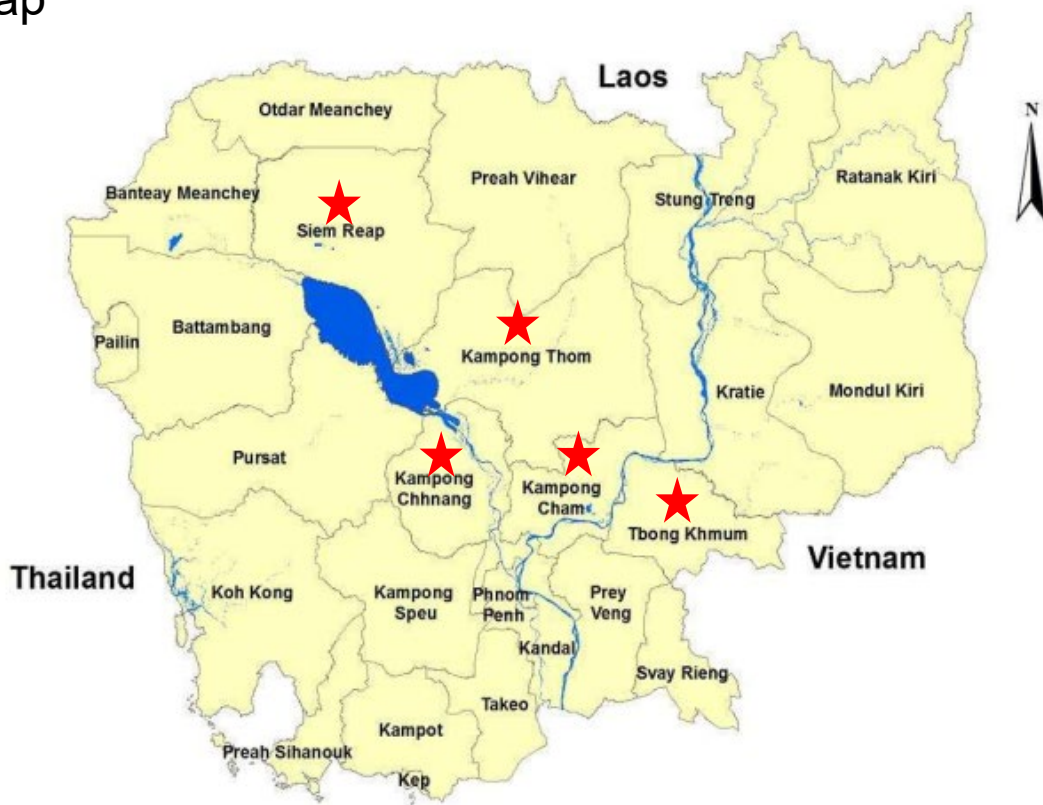 ap
Laos
N
Otdar Meanchey
Preah Vihear
Ratanak Kiri
Banteay Meanchey
Stung Treng
Siem Reap
Battambang
Pailin
Kampong Thom
Kratie
Mondul Kiri
Pursat
Kampong
Chhnang
Kampong
Cham
Tbong Khmum
Vietnam
Thailand
Koh Kong
Kampong
Speu
Phnom
Penh
Prey
Veng
Kandal
Svay Rieng
Takeo
Kampot
Preah Sihanouk
Kep